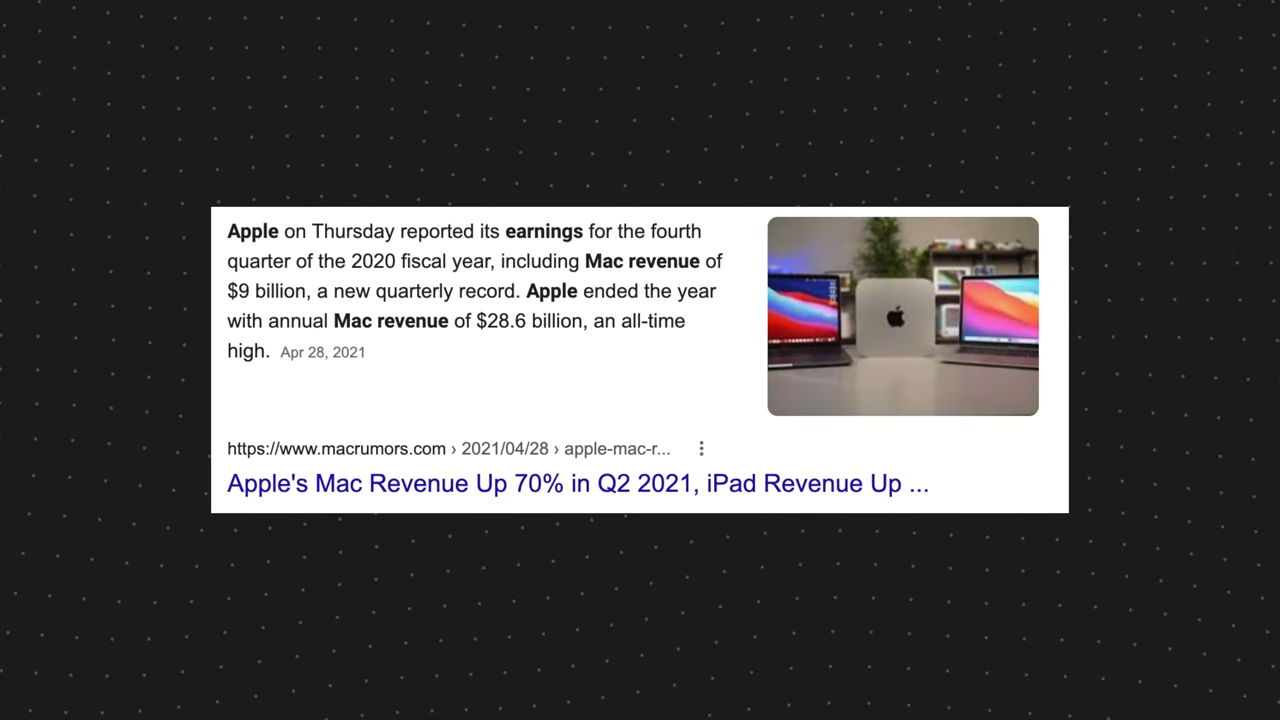 Apple on Thursday reported its earnings for the fourth
quarter of the 2020 fiscal year, including Mac revenue of
$9 billion, a new quarterly record. Apple ended the year
with annual Mac revenue of $28.6 billion, an all-time
high. Apr 28, 2021
https://www.macrumors.com › 2021/04/28 › apple-mac-r...
Apple's Mac Revenue Up 70% in Q2 2021, iPad Revenue Up ...